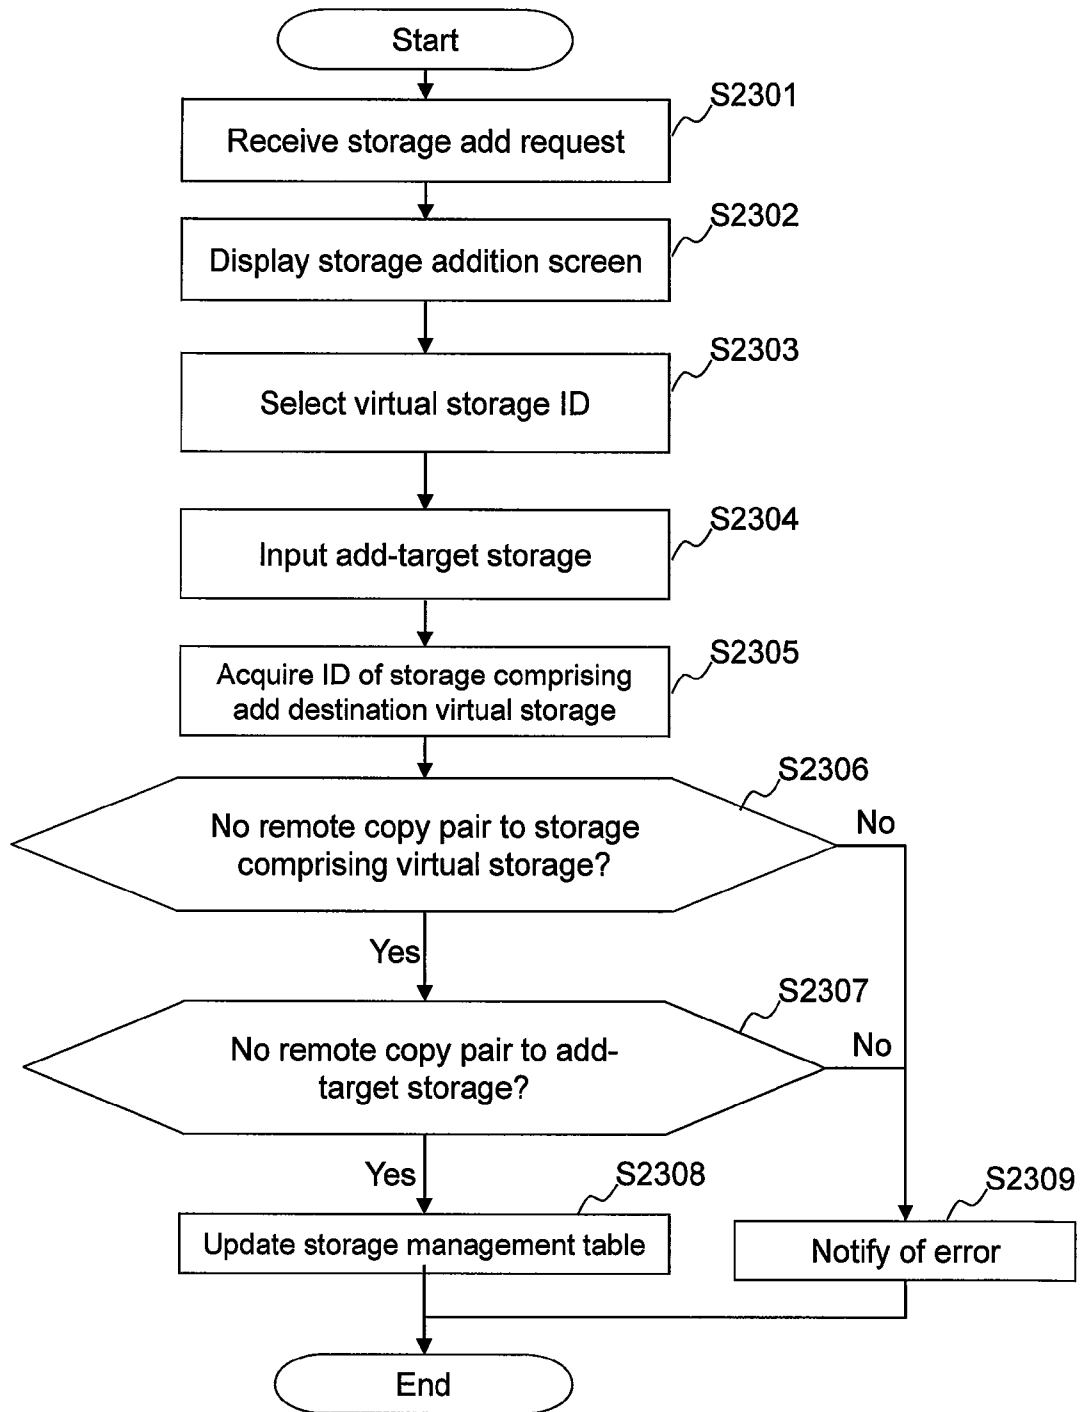 Start
S2301
Receive storage add request
S2302
Display storage addition screen
S2303
Select virtual storage ID
S2304
Input add-target storage
S2305
Acquire ID of storage comprising
add destination virtual storage
S2306
No remote copy pair to storage
comprising virtual storage?
No
Yes
S2307
No remote copy pair to add-
target storage?
No
Yes
S2308
Update storage management table
S2309
Notify of error
End